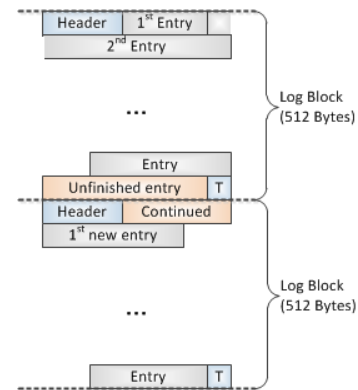 Header 1st Entry
2nd Entry
...
Log Block
(512 Bytes)
Entry
Unfinished entry T
Header Continued
1st new entry
...
Log Block
(512 Bytes)
Entry T